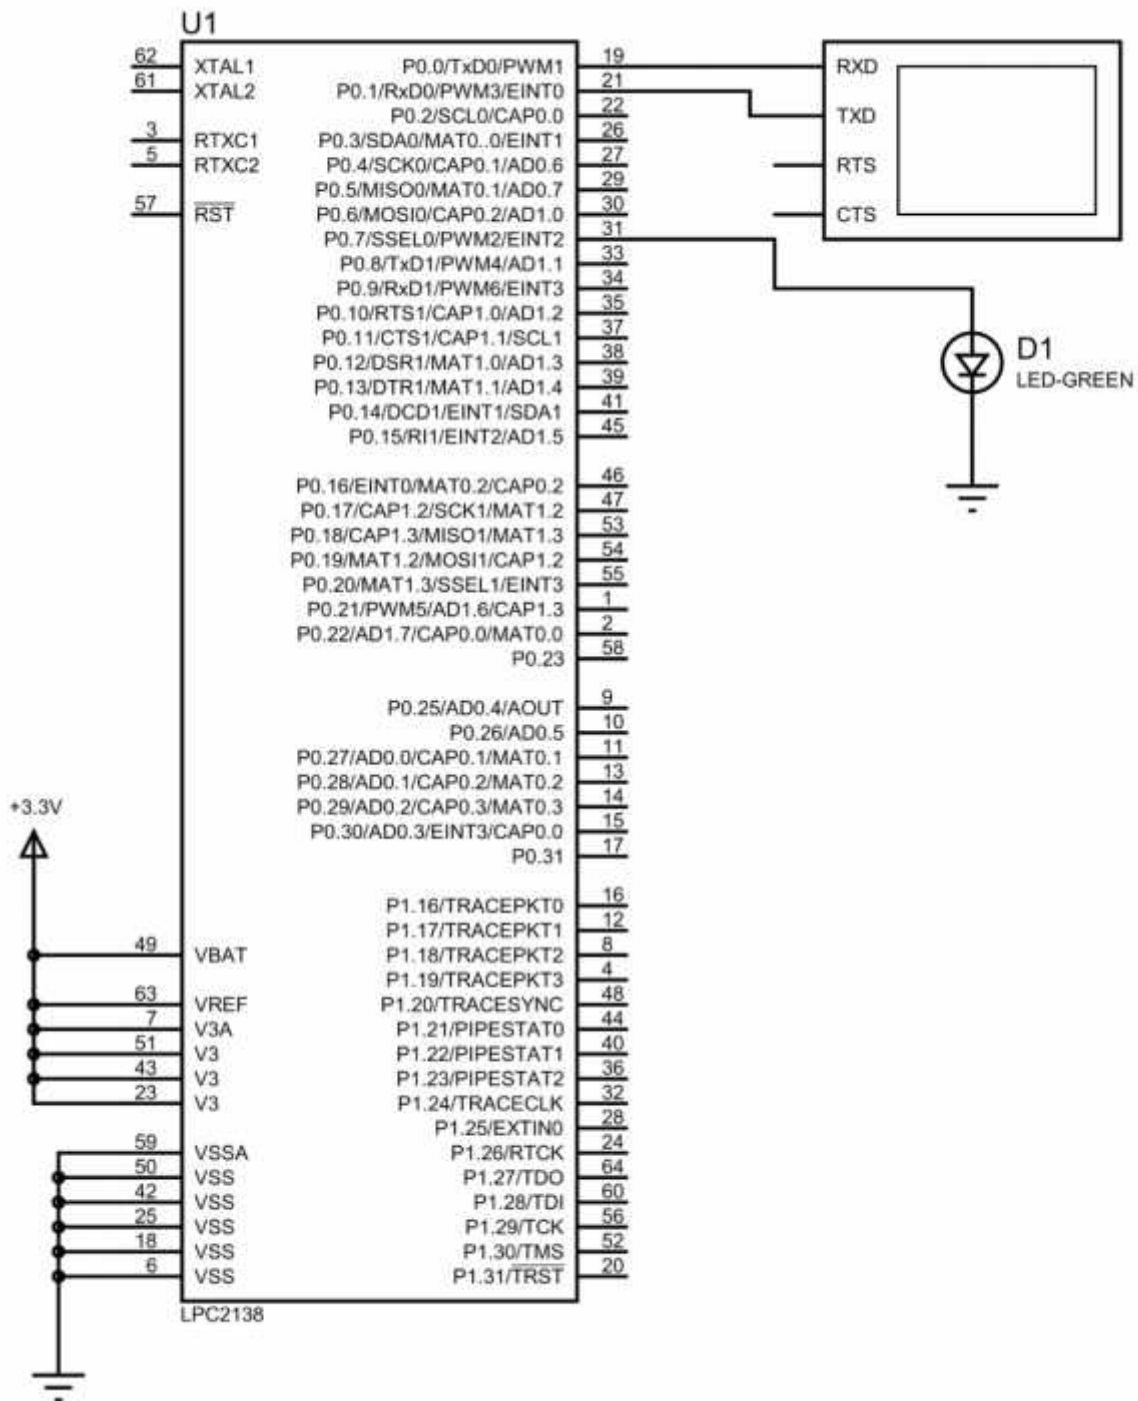 U1
62 XTAL1 P0.0/TxD0/PWM1 19 RXD
61 XTAL2 P0.1/RxD0/PWM3/EINT0 21
P0.2/SCL0/CAP0.0 22 TXD
3 RTXC1 P0.3/SDA0/MAT0..0/EINT1 26
5 RTXC2 P0.4/SCK0/CAP0.1/AD0.6 27 RTS
P0.5/MISO0/MAT0.1/AD0.7 29
57 RST P0.6/MOSI0/CAP0.2/AD1.0 30 CTS
P0.7/SSEL0/PWM2/EINT2 31
P0.8/TxD1/PWM4/AD1.1 33
P0.9/RxD1/PWM6/EINT3 34
P0.10/RTS1/CAP1.0/AD1.2 35
P0.11/CTS1/CAP1.1/SCL1 37
P0.12/DSR1/MAT1.0/AD1.3 38 D1
P0.13/DTR1/MAT1.1/AD1.4 39 LED-GREEN
P0.14/DCD1/EINT1/SDA1 41
P0.15/RI1/EINT2/AD1.5 45
P0.16/EINT0/MAT0.2/CAP0.2 46
P0.17/CAP1.2/SCK1/MAT1.2 47
P0.18/CAP1.3/MISO1/MAT1.3 53
P0.19/MAT1.2/MOSI1/CAP1.2 54
P0.20/MAT1.3/SSEL1/EINT3 55
P0.21/PWM5/AD1.6/CAP1.3 1
P0.22/AD1.7/CAP0.0/MAT0.0 2
P0.23 58
P0.25/AD0.4/AOUT 9
P0.26/AD0.5 10
P0.27/AD0.0/CAP0.1/MAT0.1 11
P0.28/AD0.1/CAP0.2/MAT0.2 13
+3.3V P0.29/AD0.2/CAP0.3/MAT0.3 14
P0.30/AD0.3/EINT3/CAP0.0 15
P0.31 17
P1.16/TRACEPKT0 16
P1.17/TRACEPKT1 12
49 VBAT P1.18/TRACEPKT2 8
P1.19/TRACEPKT3 4
63 VREF P1.20/TRACESYNC 48
7 V3A P1.21/PIPESTAT0 44
51 V3 P1.22/PIPESTAT1 40
43 V3 P1.23/PIPESTAT2 36
23 V3 P1.24/TRACECLK 32
P1.25/EXTIN0 28
59 VSSA P1.26/RTCK 24
50 VSS P1.27/TDO 64
42 VSS P1.28/TDI 60
25 VSS P1.29/TCK 56
18 VSS P1.30/TMS 52
6 VSS P1.31/TRST 20
LPC2138